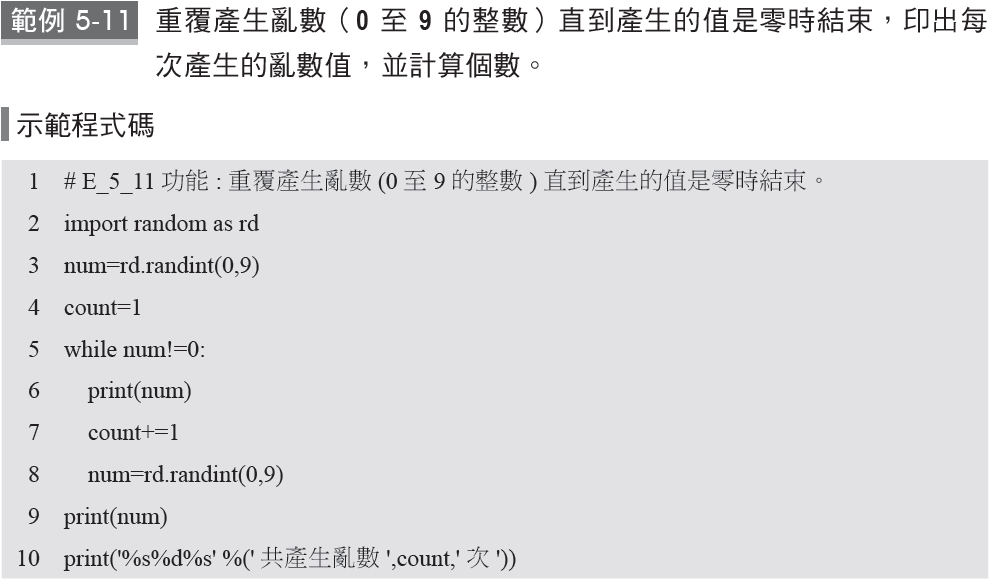 範例 5-11 重覆產生亂數（0 至 9 的整數）直到產生的值是零時結束，印出每
次產生的亂數值，並計算個數。
示範程式碼
1 # E_5_11 功能 : 重覆產生亂數 (0 至 9 的整數 ) 直到產生的值是零時結束。
2 import random as rd
3 num=rd.randint(0,9)
4 count=1
5 while num!=0:
6 print(num)
7 count+=1
8 num=rd.randint(0,9)
9 print(num)
10 print('%s%d%s' %(' 共產生亂數 ',count,' 次 '))